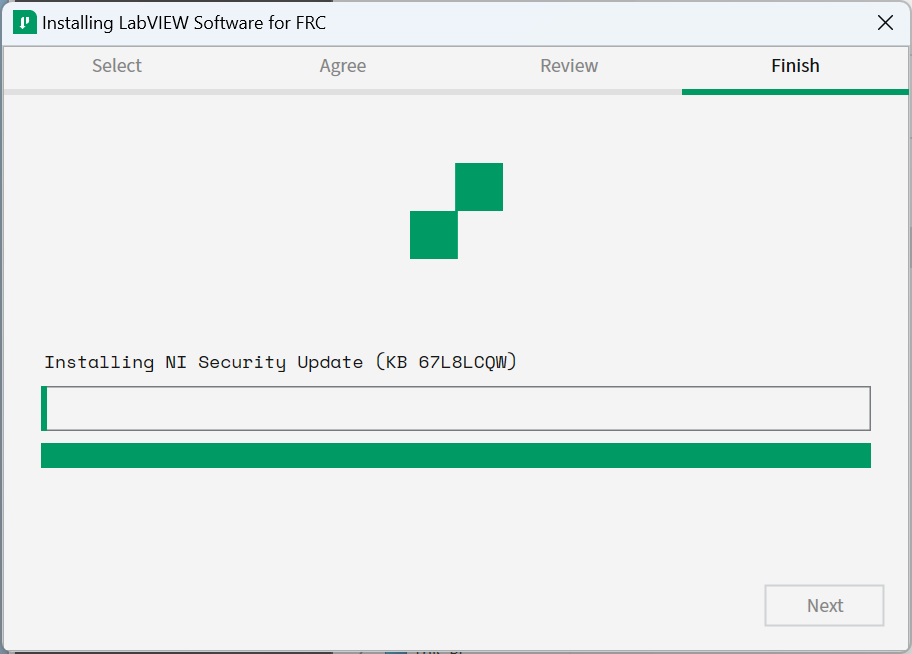 Installing LabVIEW Software for FRC
Select Agree Review Finish
Installing NI Security Update (KB 67L8LCQW)
Next